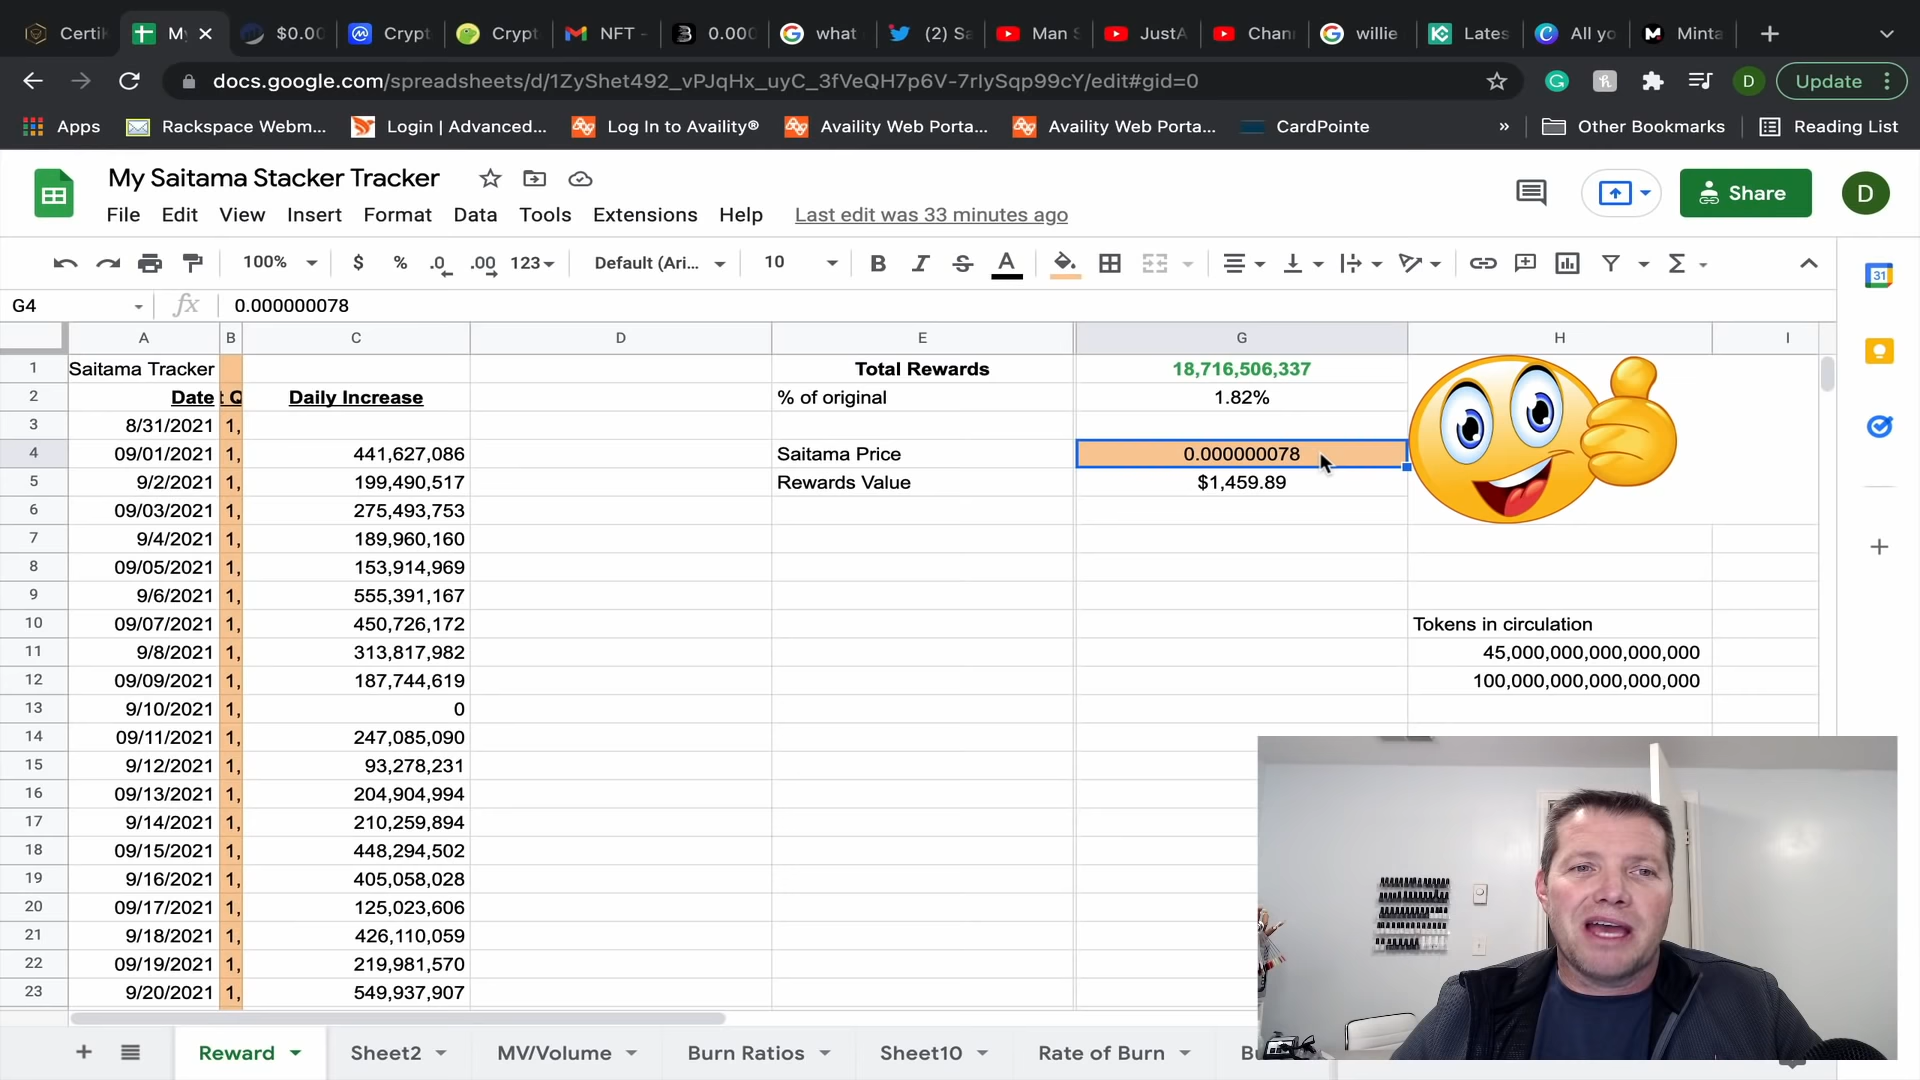 Certi
My
$0.00
Crypt
Crypt
NFT -
0.000
what
(2) Sa
Man S
JustA
Chan
willie
Lates
All yo
Minta
docs.google.com/spreadsheets/d/1ZyShet492_vPJqHx_uyC_3fVeQH7p6V-7rlySqp99cY/edit#gid=0
D
Update
Apps
Rackspace Webm...
Login | Advanced...
Log In to Availity®
Availity Web Porta...
Availity Web Porta...
CardPointe
»
Other Bookmarks
Reading List
My Saitama Stacker Tracker
Share
D
File Edit View Insert Format Data Tools Extensions Help Last edit was 33 minutes ago
100% $ % .0 .00 123 Default (Ari... 10 B I S A
31
G4 fx 0.000000078
A B C D E G H I
1 Saitama Tracker Total Rewards 18,716,506,337
2 Date t Q Daily Increase % of original 1.82%
3 8/31/2021 1,
4 09/01/2021 1, 441,627,086 Saitama Price 0.000000078
5 9/2/2021 1, 199,490,517 Rewards Value $1,459.89
6 09/03/2021 1, 275,493,753
7 9/4/2021 1, 189,960,160
8 09/05/2021 1, 153,914,969
9 9/6/2021 1, 555,391,167
10 09/07/2021 1, 450,726,172 Tokens in circulation
11 9/8/2021 1, 313,817,982 45,000,000,000,000,000
12 09/09/2021 1, 187,744,619 100,000,000,000,000,000
13 9/10/2021 1, 0
14 09/11/2021 1, 247,085,090
15 9/12/2021 1, 93,278,231
16 09/13/2021 1, 204,904,994
17 9/14/2021 1, 210,259,894
18 09/15/2021 1, 448,294,502
19 9/16/2021 1, 405,058,028
20 09/17/2021 1, 125,023,606
21 9/18/2021 1, 426,110,059
22 09/19/2021 1, 219,981,570
23 9/20/2021 1, 549,937,907
Reward Sheet2 MV/Volume Burn Ratios Sheet10 Rate of Burn Bu